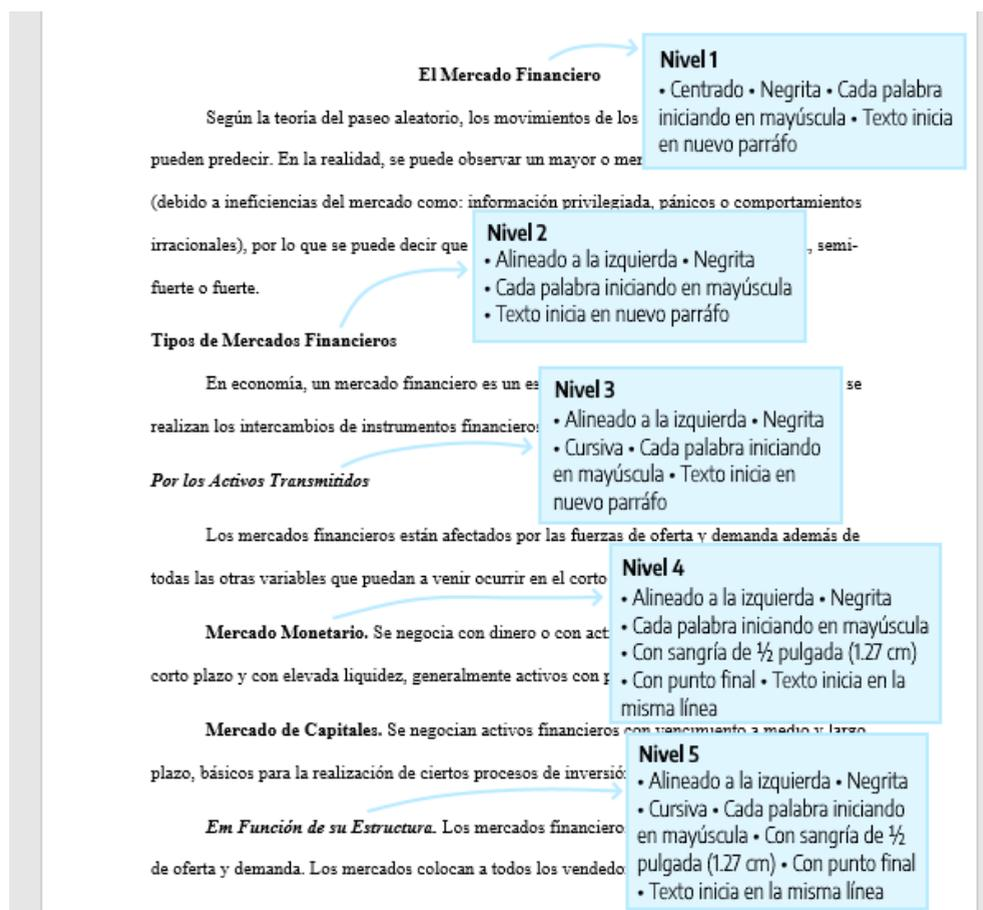 El Mercado Financiero
Nivel 1
• Centrado • Negrita • Cada palabra
iniciando en mayúscula • Texto inicia
en nuevo parráfo
Según la teoría del paseo aleatorio, los movimientos de los
pueden predecir. En la realidad, se puede observar un mayor o
(debido a ineficiencias del mercado como: información privilegiada, pánicos o comportamientos
irracionales), por lo que se puede decir que , semi-
fuerte o fuerte.
Nivel 2
• Alineado a la izquierda • Negrita
• Cada palabra iniciando en mayúscula
• Texto inicia en nuevo parráfo
Tipos de Mercados Financieros
En economía, un mercado financiero es un se
realizan los intercambios de instrumentos financiero
Nivel 3
• Alineado a la izquierda • Negrita
• Cursiva • Cada palabra iniciando
en mayúscula • Texto inicia en
nuevo parráfo
Por los Activos Transmitidos
Los mercados financieros están afectados por las fuerzas de oferta y demanda además de
todas las otras variables que puedan a venir ocurrir en el corto
Nivel 4
• Alineado a la izquierda • Negrita
• Cada palabra iniciando en mayúscula
• Con sangría de ½ pulgada (1.27 cm)
• Con punto final • Texto inicia en la
misma línea
Mercado Monetario. Se negocia con dinero o con
corto plazo y con elevada liquidez, generalmente activos con
Mercado de Capitales. Se negocian activos financieros con vencimiento a medio y largo
plazo, básicos para la realización de ciertos procesos de
Nivel 5
• Alineado a la izquierda • Negrita
• Cursiva • Cada palabra iniciando
en mayúscula • Con sangría de ½
pulgada (1.27 cm) • Con punto final
• Texto inicia en la misma línea
Em Función de su Estructura. Los mercados financiero
de oferta y demanda. Los mercados colocan a todos los vendedo